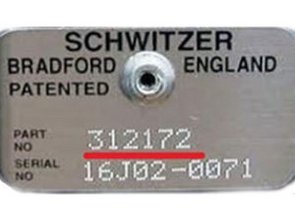 SCHWITZER
BRADFORD ENGLAND
PATENTED
PART NO 312172
SERIAL NO 16J02-0071